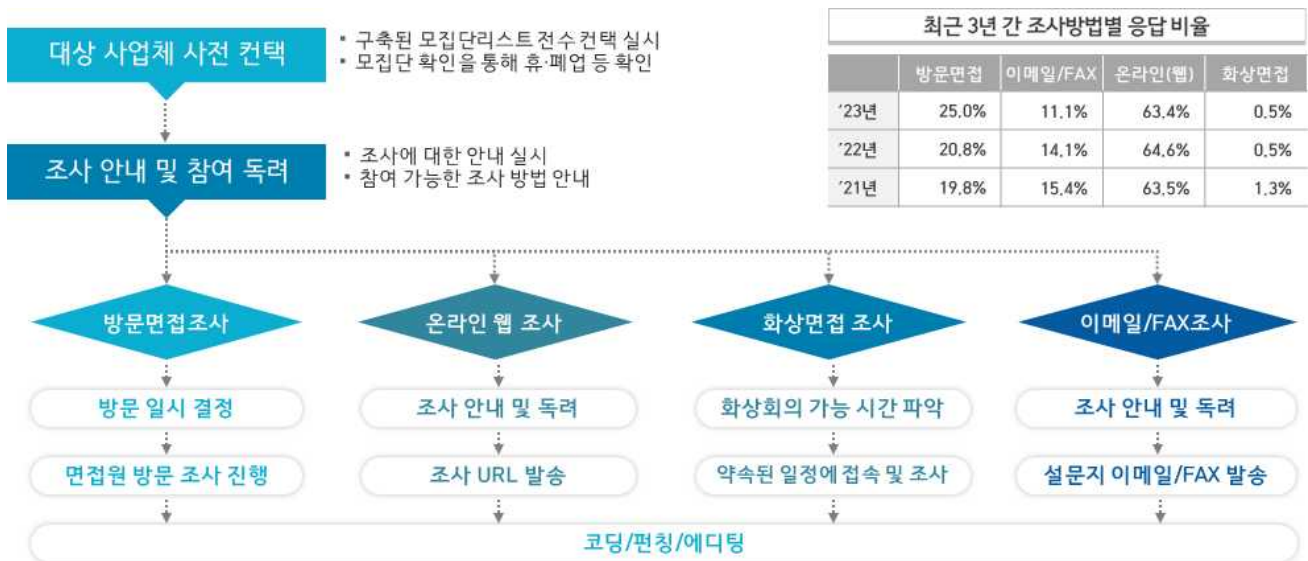 대상 사업체 사전 컨택
▪ 구축된 모집단리스트 전수 컨택 실시
▪ 모집단 확인을 통해 휴·폐업 등 확인
조사 안내 및 참여 독려
▪ 조사에 대한 안내 실시
▪ 참여 가능한 조사 방법 안내
최근 3년 간 조사방법별 응답 비율
방문면접 이메일/FAX 온라인(웹) 화상면접
'23년 25.0% 11.1% 63.4% 0.5%
'22년 20.8% 14.1% 64.6% 0.5%
'21년 19.8% 15.4% 63.5% 1.3%
방문면접조사 온라인 웹 조사 화상면접 조사 이메일/FAX조사
방문 일시 결정 조사 안내 및 독려 화상회의 가능 시간 파악 조사 안내 및 독려
면접원 방문 조사 진행 조사 URL 발송 약속된 일정에 접속 및 조사 설문지 이메일/FAX 발송
코딩/펀칭/에디팅